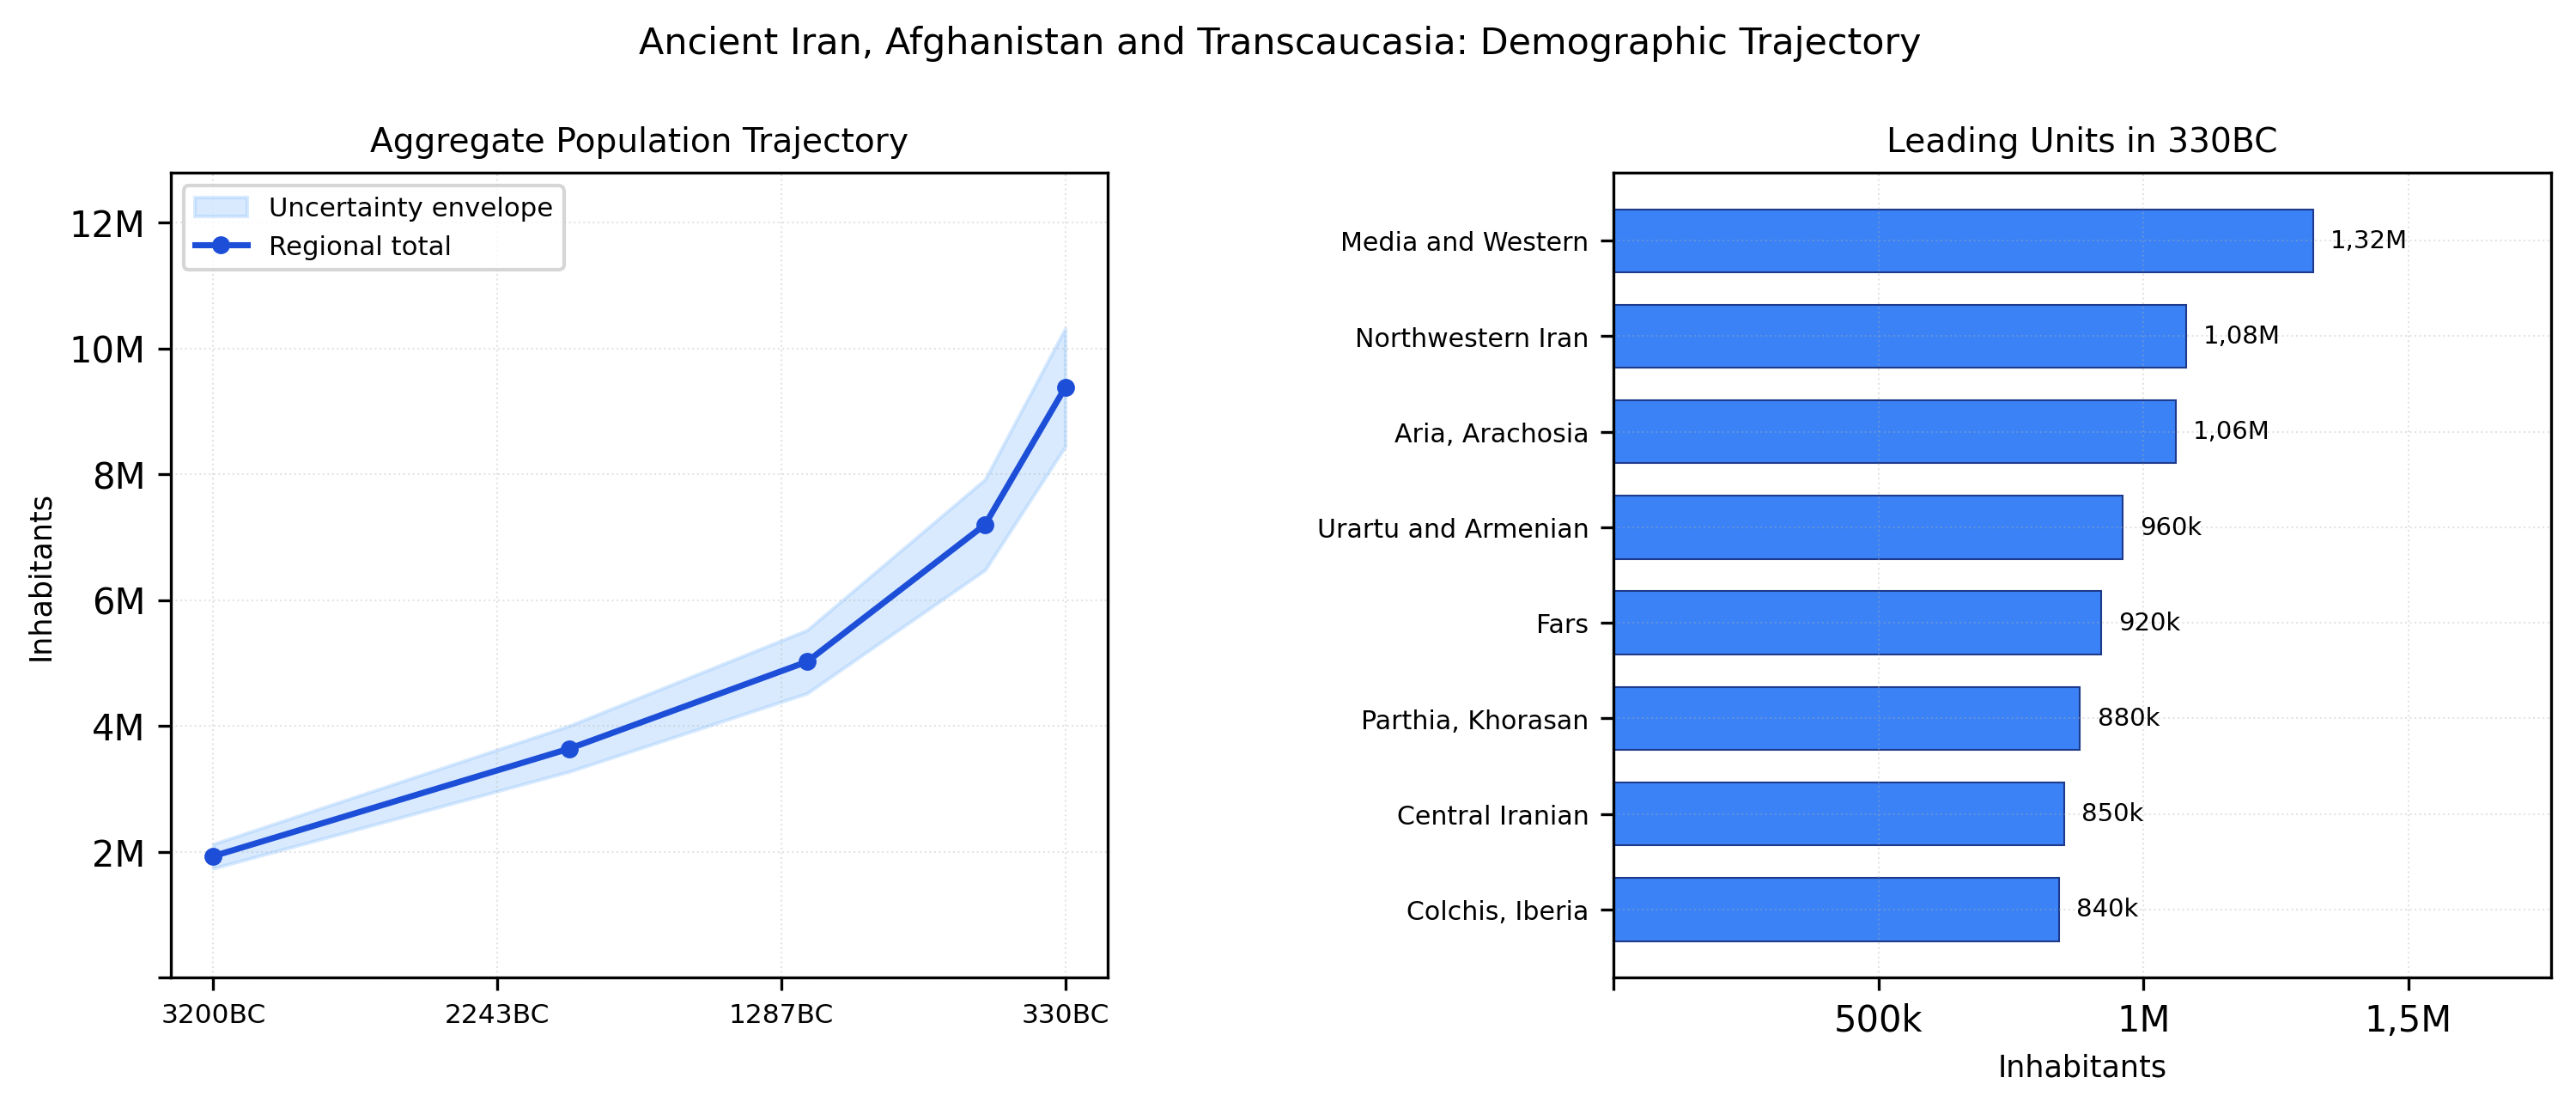 Ancient Iran, Afghanistan and Transcaucasia: Demographic Trajectory
Aggregate Population Trajectory
Uncertainty envelope
Regional total
12M
10M
8M
6M
4M
2M
Inhabitants
3200BC
2243BC
1287BC
330BC
Leading Units in 330BC
Media and Western
1,32M
Northwestern Iran
1,08M
Aria, Arachosia
1,06M
Urartu and Armenian
960k
Fars
920k
Parthia, Khorasan
880k
Central Iranian
850k
Colchis, Iberia
840k
500k
1M
1,5M
Inhabitants